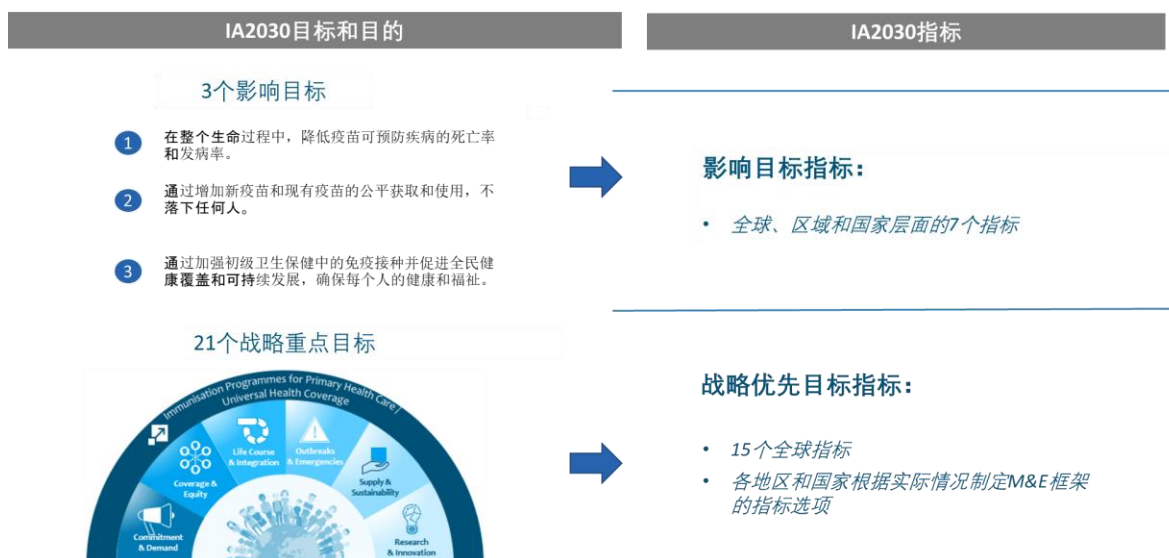 IA2030目标和目的
IA2030指标
3个影响目标
1
在整个生命过程中，降低疫苗可预防疾病的死亡率
和发病率。
2
通过增加新疫苗和现有疫苗的公平获取和使用，不
落下任何人。
3
通过加强初级卫生保健中的免疫接种并促进全民健
康覆盖和可持续发展，确保每个人的健康和福祉。
影响目标指标：
• 全球、区域和国家层面的7个指标
21个战略重点目标
Immunisation Programmes for Primary Health Care /
Universal Health Coverage
Commitment
& Demand
Coverage &
Equity
Life Course
& Integration
Outbreaks
& Emergencies
Supply &
Sustainability
Research
& Innovation
战略优先目标指标：
• 15个全球指标
• 各地区和国家根据实际情况制定M&E框架
的指标选项